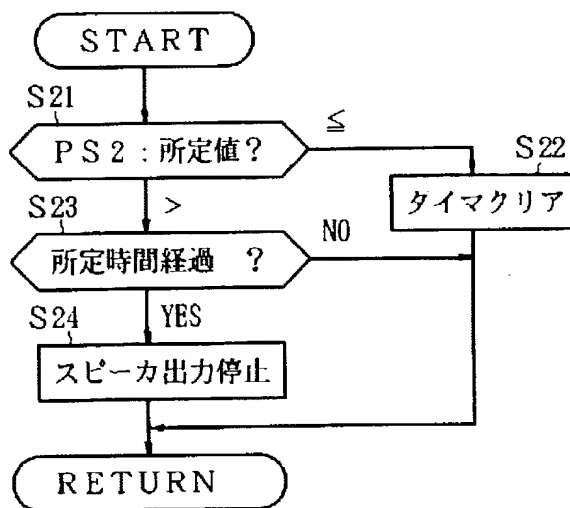 START
S21
PS2:所定値?
≦
S22
タイマクリア
>
S23
所定時間経過 ?
NO
YES
S24
スピーカ出力停止
RETURN